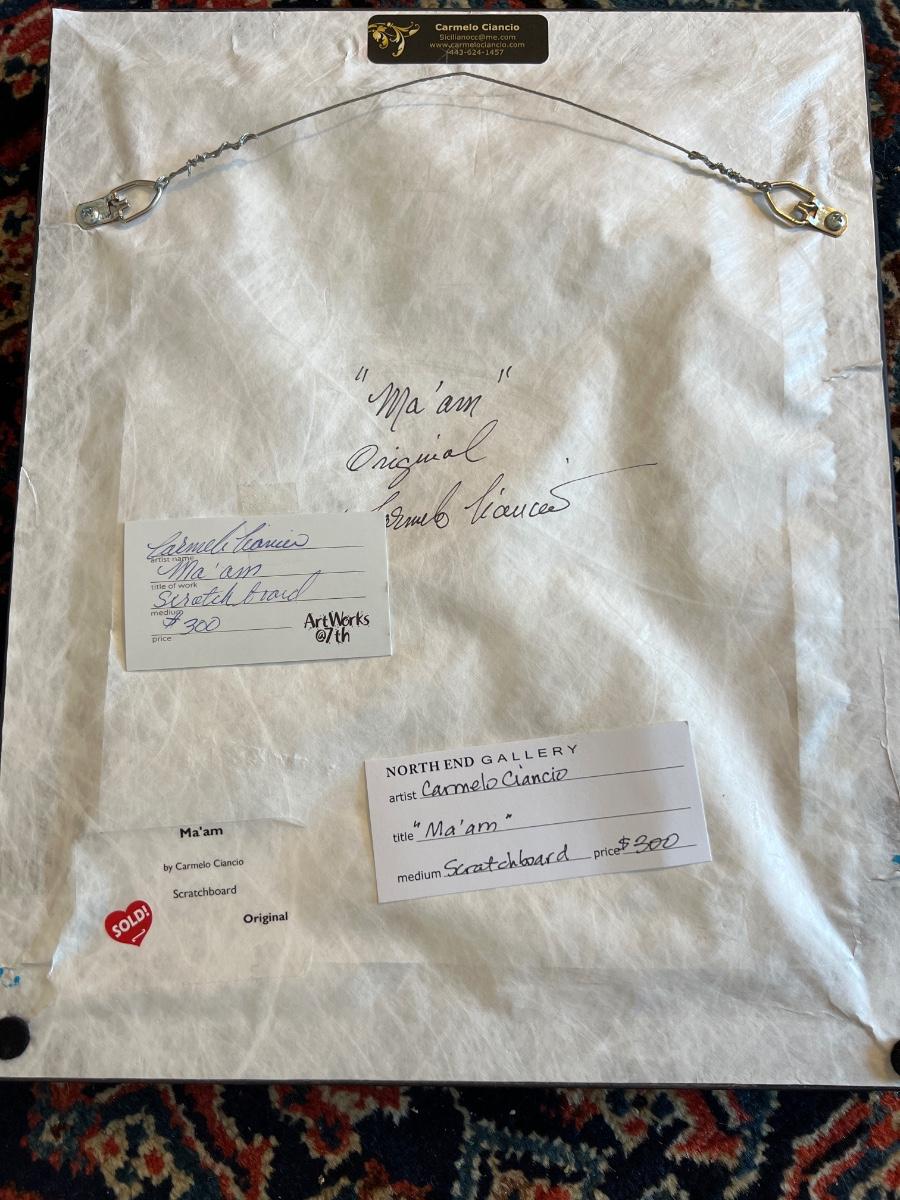 Carmelo Ciancio
Sicilianocc@me.com
www.carmelociancio.com
443-624-1457
"Ma'am"
Original
Carmelo Ciancio
Carmelo Ciancio
artist name
Ma'am
title of work
Scratchboard
medium
$300
price
ArtWorks
@7th
NORTH END GALLERY
artist Carmelo Ciancio
title "Ma'am"
medium Scratchboard price $300
Ma'am
by Carmelo Ciancio
Scratchboard
Original
SOLD!